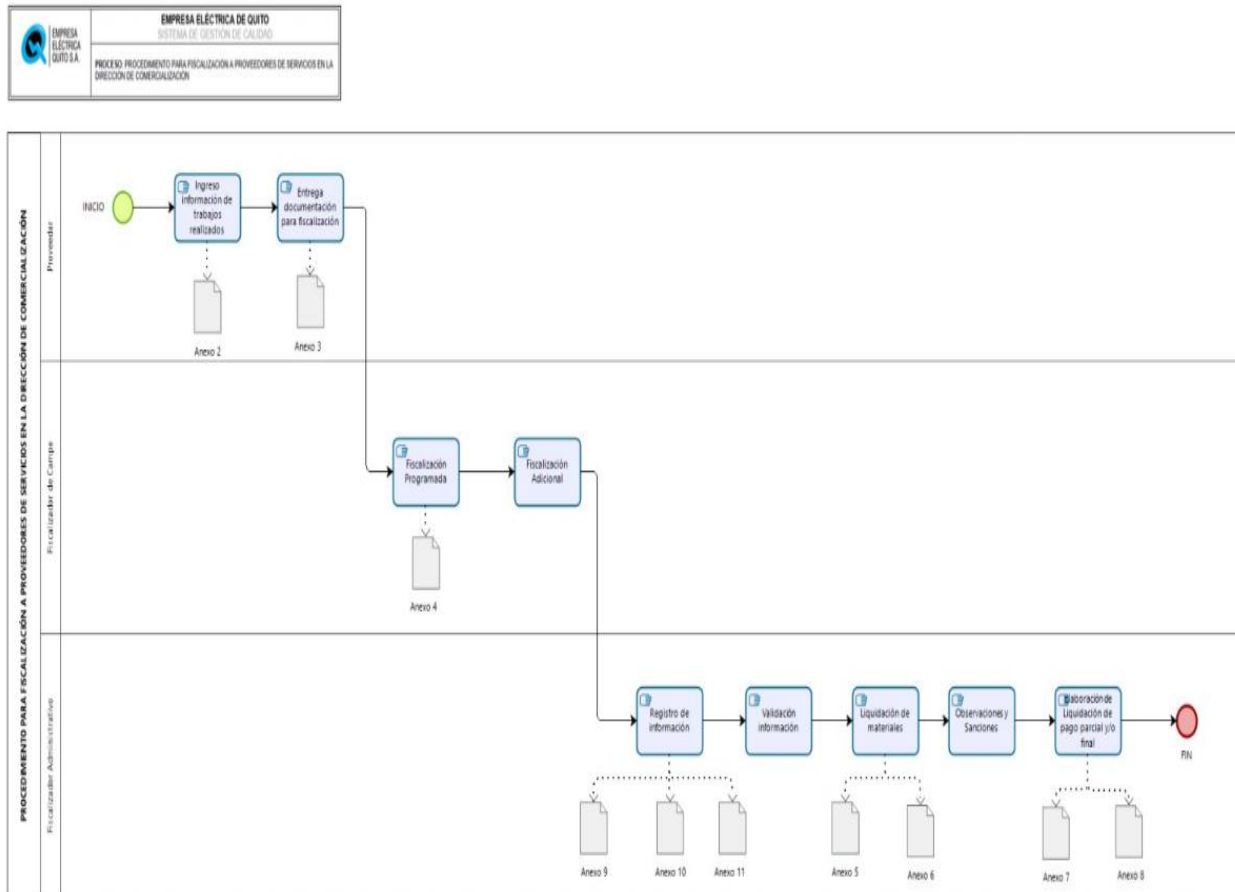 EMPRESA
ELÉCTRICA
QUITO S.A.
EMPRESA ELÉCTRICA DE QUITO
SISTEMA DE GESTIÓN DE CALIDAD
PROCESO: PROCEDIMIENTO PARA FISCALIZACIÓN A PROVEEDORES DE SERVICIOS EN LA
DIRECCIÓN DE COMERCIALIZACIÓN
PROCEDIMIENTO PARA FISCALIZACIÓN A PROVEEDORES DE SERVICIOS EN LA DIRECCIÓN DE COMERCIALIZACIÓN
Proveedor
INICIO
Ingreso
información de
trabajos
realizados
Entrega
documentación
para fiscalización
Anexo 2
Anexo 3
Fiscalizador de Campo
Fiscalización
Programada
Fiscalización
Adicional
Anexo 4
Fiscalizador Administrativo
Registro de
información
Validación
información
Liquidación de
materiales
Observaciones y
Sanciones
Elaboración de
Liquidación de
pago parcial y/o
final
FIN
Anexo 9
Anexo 10
Anexo 11
Anexo 5
Anexo 6
Anexo 7
Anexo 8